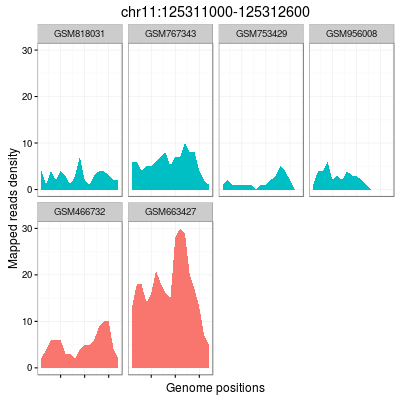 chr11:125311000-125312600
GSM818031 GSM767343 GSM753429 GSM956008
30
20
10
0
GSM466732 GSM663427
30
20
10
0
Mapped reads density
Genome positions